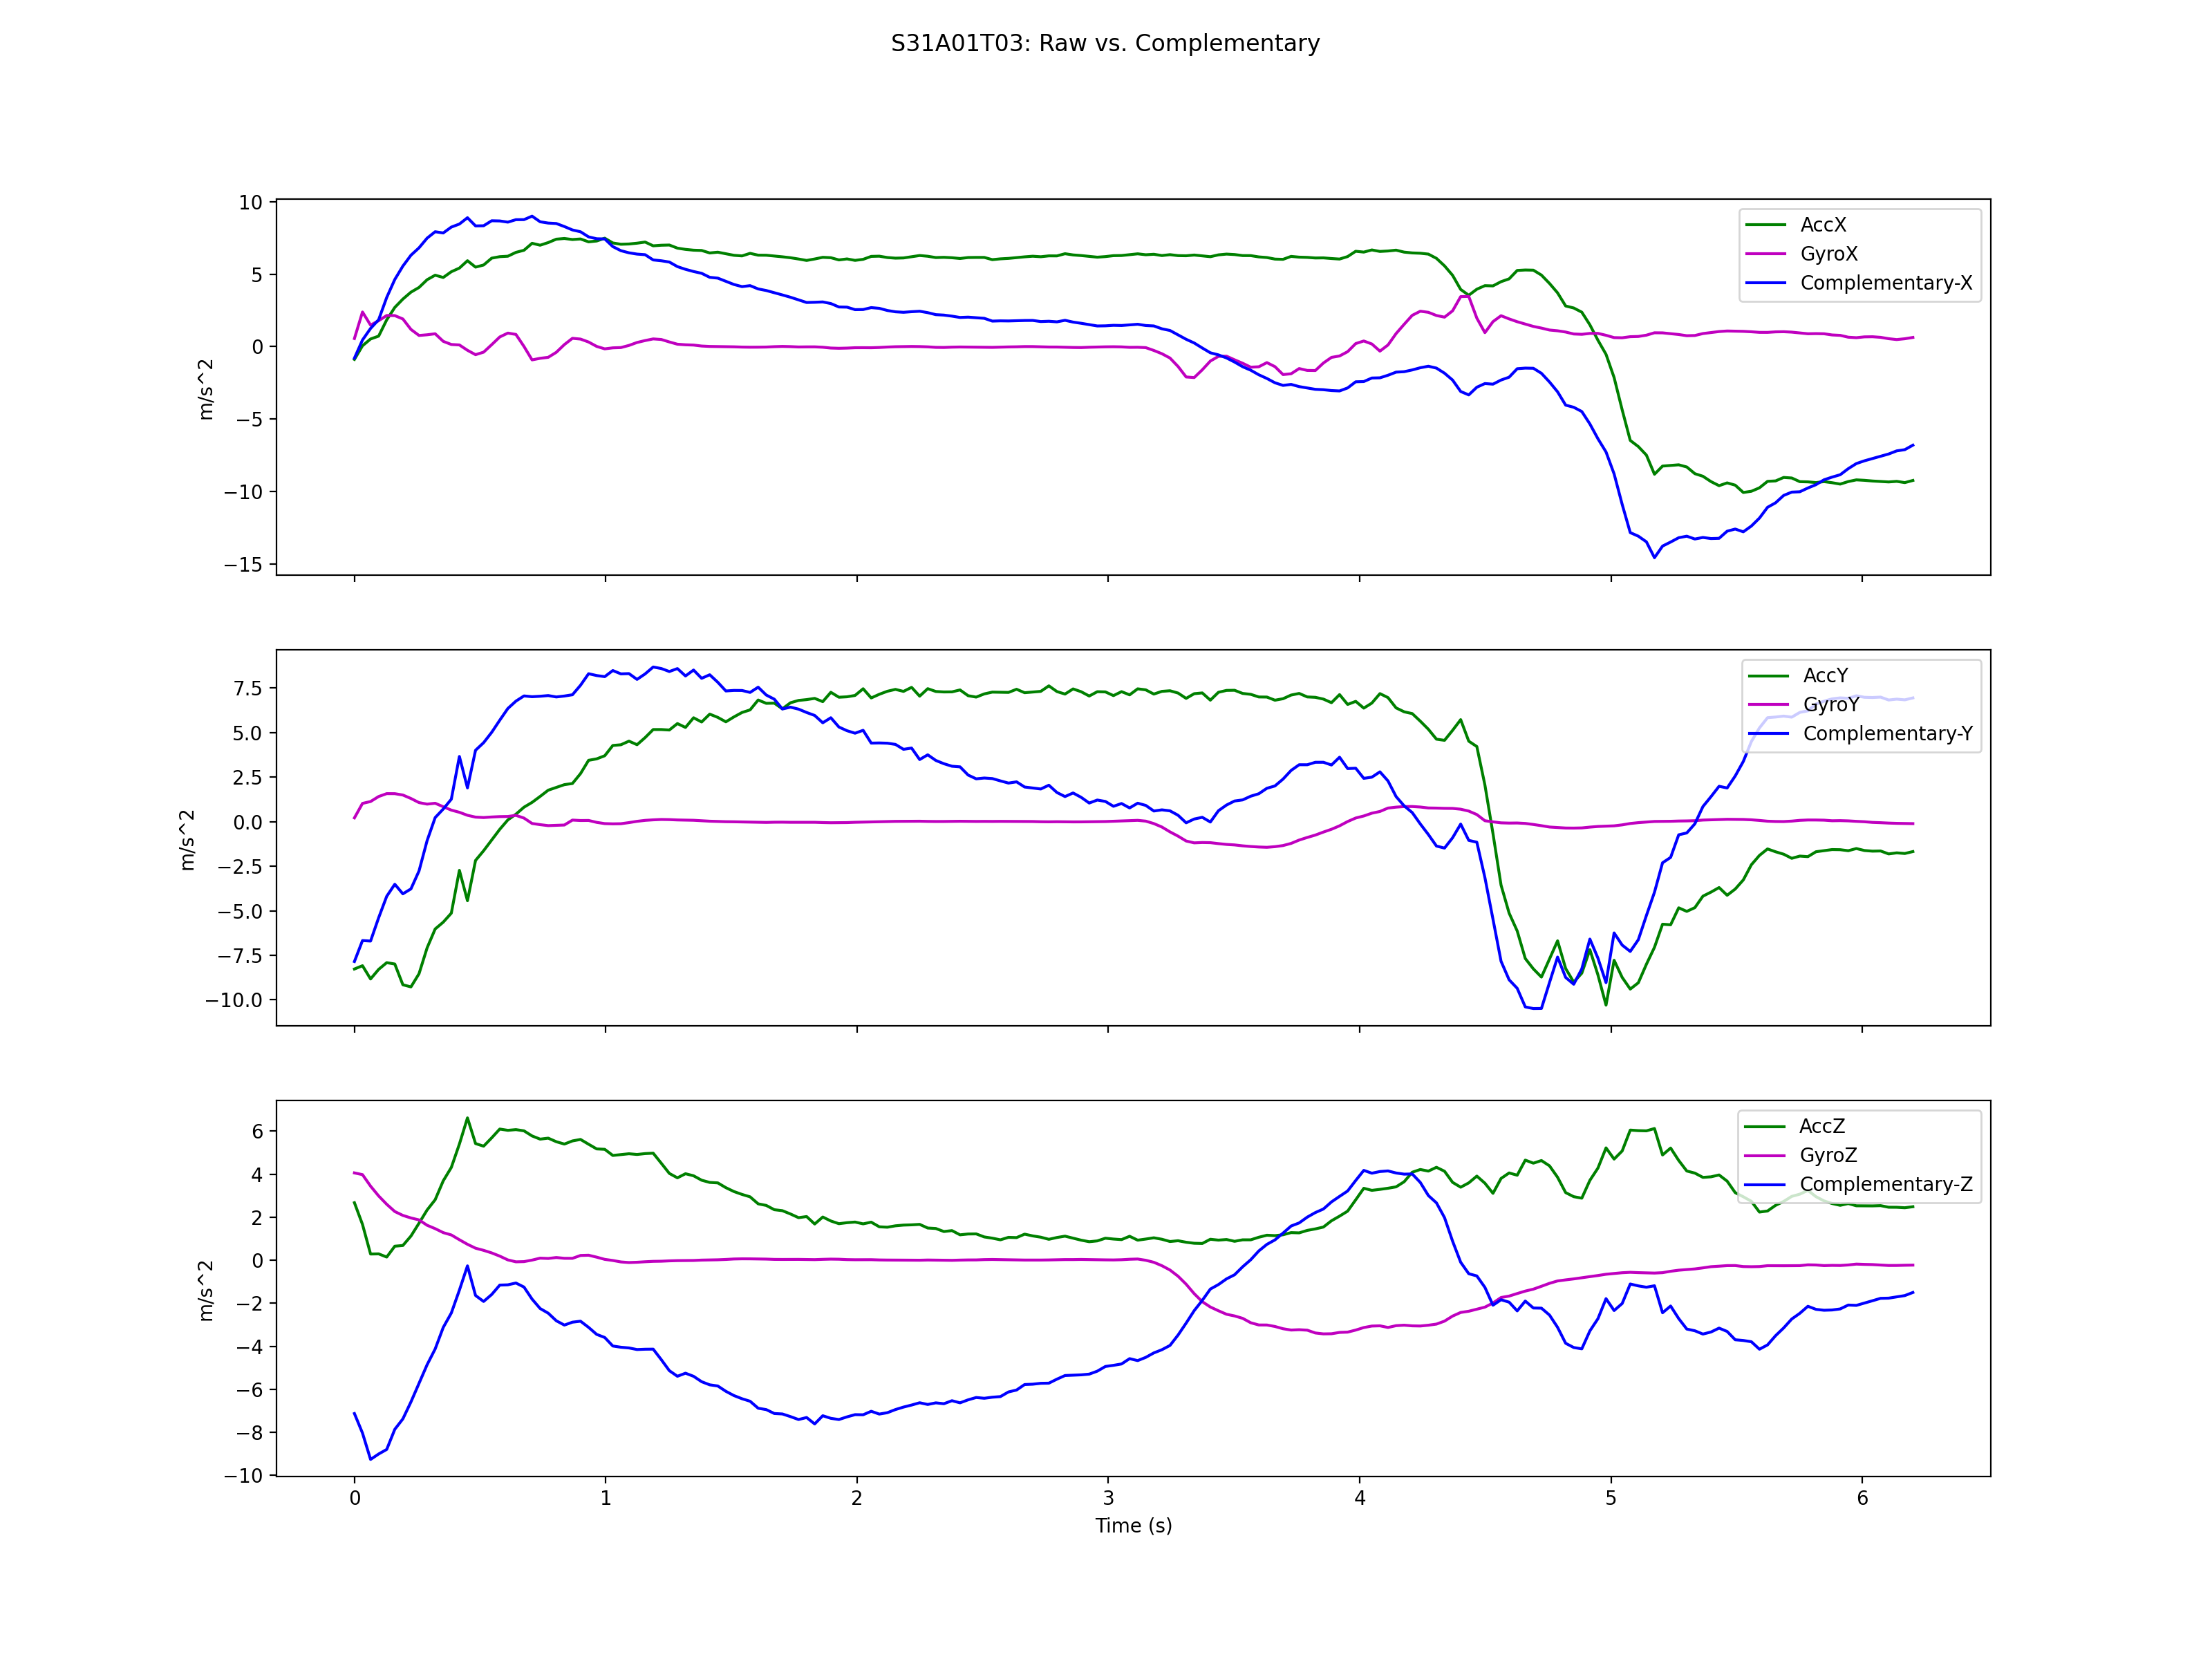 S31A01T03: Raw vs. Complementary
10
5
0
−5
−10
−15
m/s^2
AccX
GyroX
Complementary-X
7.5
5.0
2.5
0.0
−2.5
−5.0
−7.5
−10.0
m/s^2
AccY
GyroY
Complementary-Y
6
4
2
0
−2
−4
−6
−8
−10
m/s^2
AccZ
GyroZ
Complementary-Z
0 1 2 3 4 5 6
Time (s)